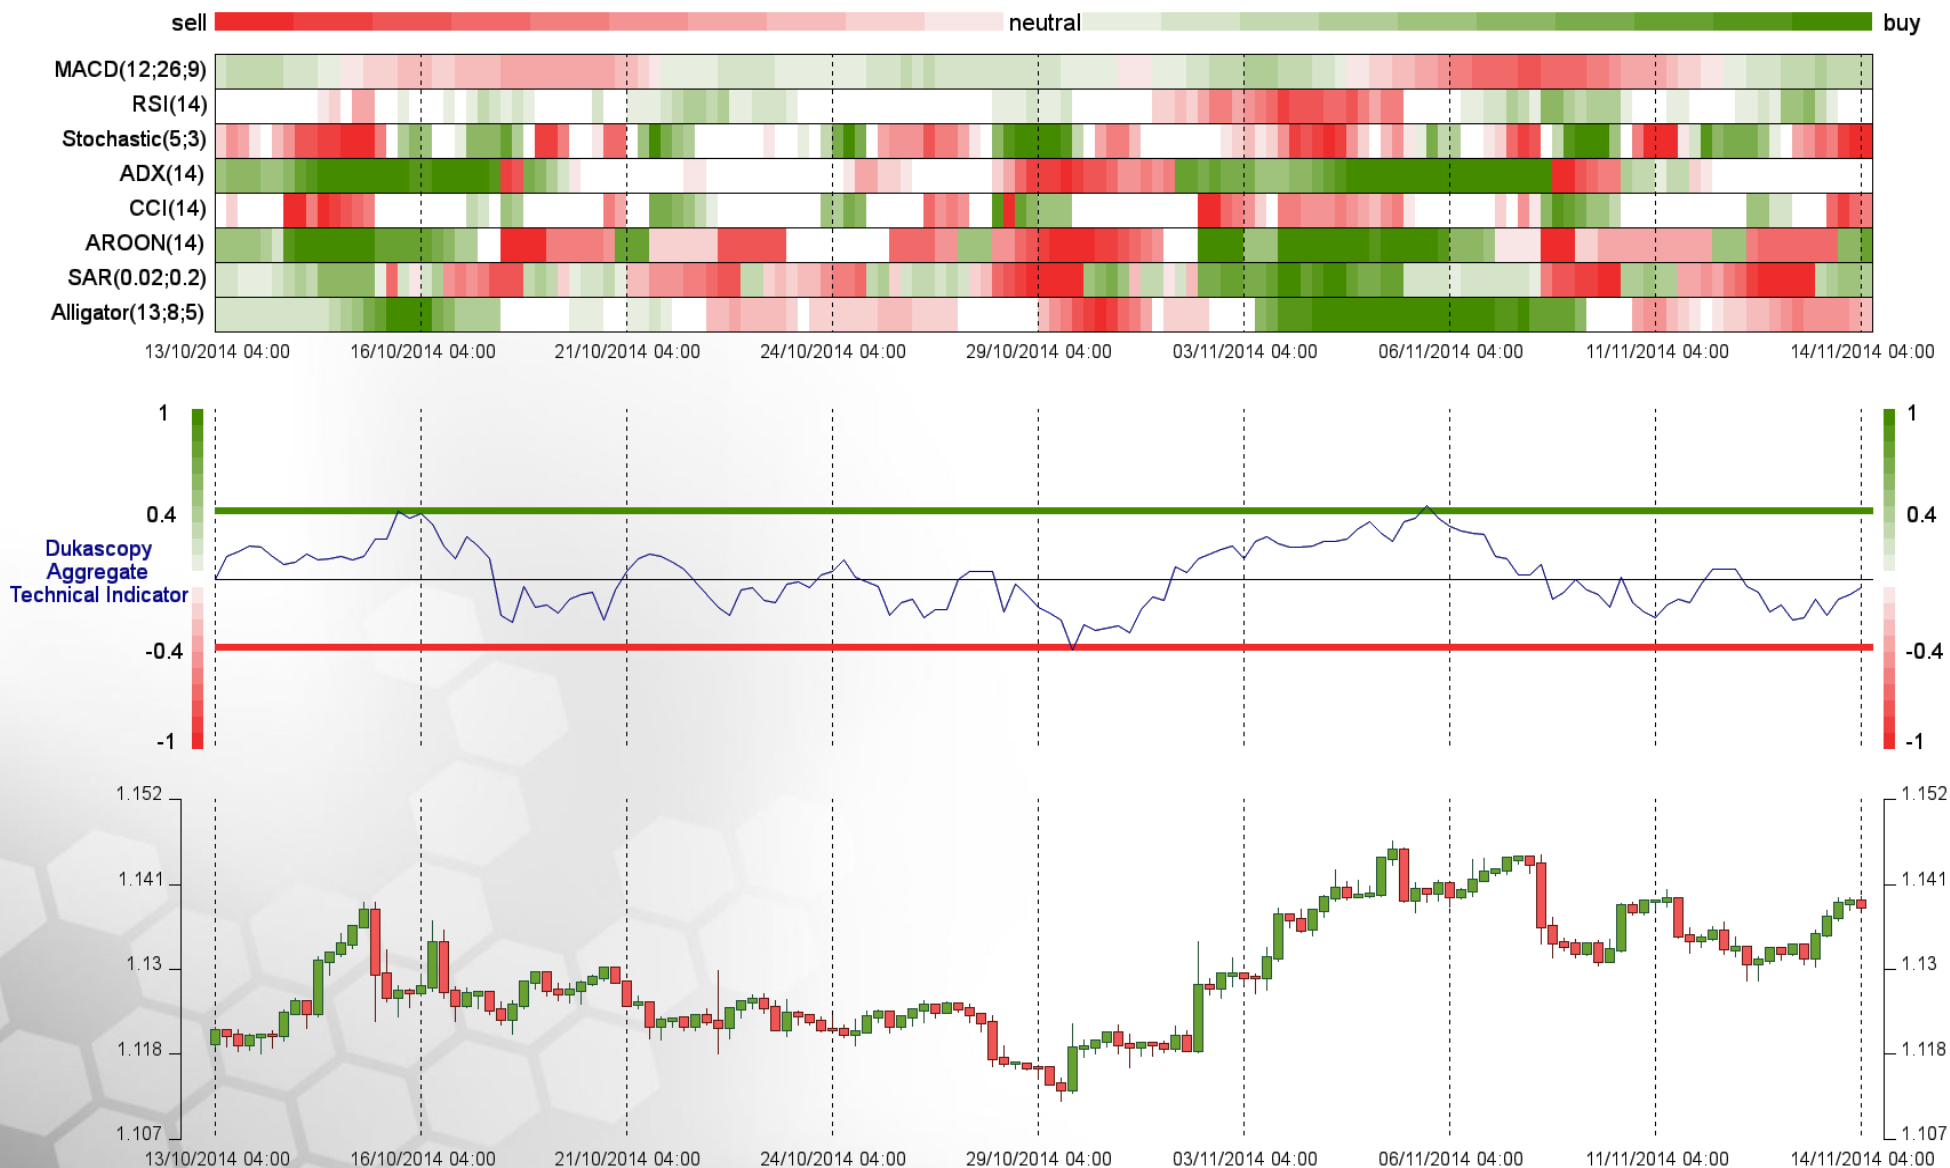 sell neutral buy
MACD(12;26;9)
RSI(14)
Stochastic(5;3)
ADX(14)
CCI(14)
AROON(14)
SAR(0.02;0.2)
Alligator(13;8;5)
13/10/2014 04:00 16/10/2014 04:00 21/10/2014 04:00 24/10/2014 04:00 29/10/2014 04:00 03/11/2014 04:00 06/11/2014 04:00 11/11/2014 04:00 14/11/2014 04:00
1 1
0.4 0.4
Dukascopy
Aggregate
Technical Indicator
-0.4 -0.4
-1 -1
1.152 1.152
1.141 1.141
1.13 1.13
1.118 1.118
1.107 1.107
13/10/2014 04:00 16/10/2014 04:00 21/10/2014 04:00 24/10/2014 04:00 29/10/2014 04:00 03/11/2014 04:00 06/11/2014 04:00 11/11/2014 04:00 14/11/2014 04:00